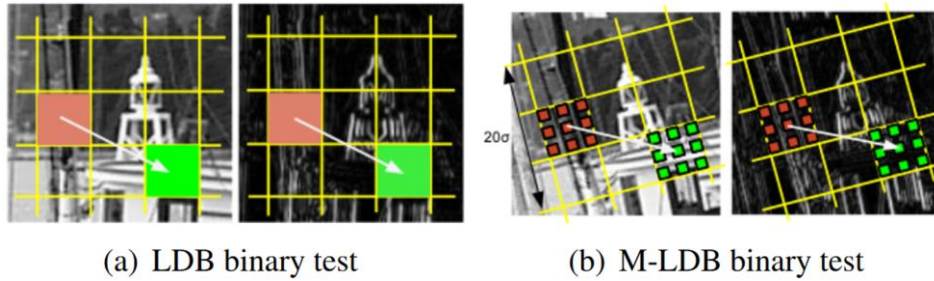 20σ
(a) LDB binary test
(b) M-LDB binary test